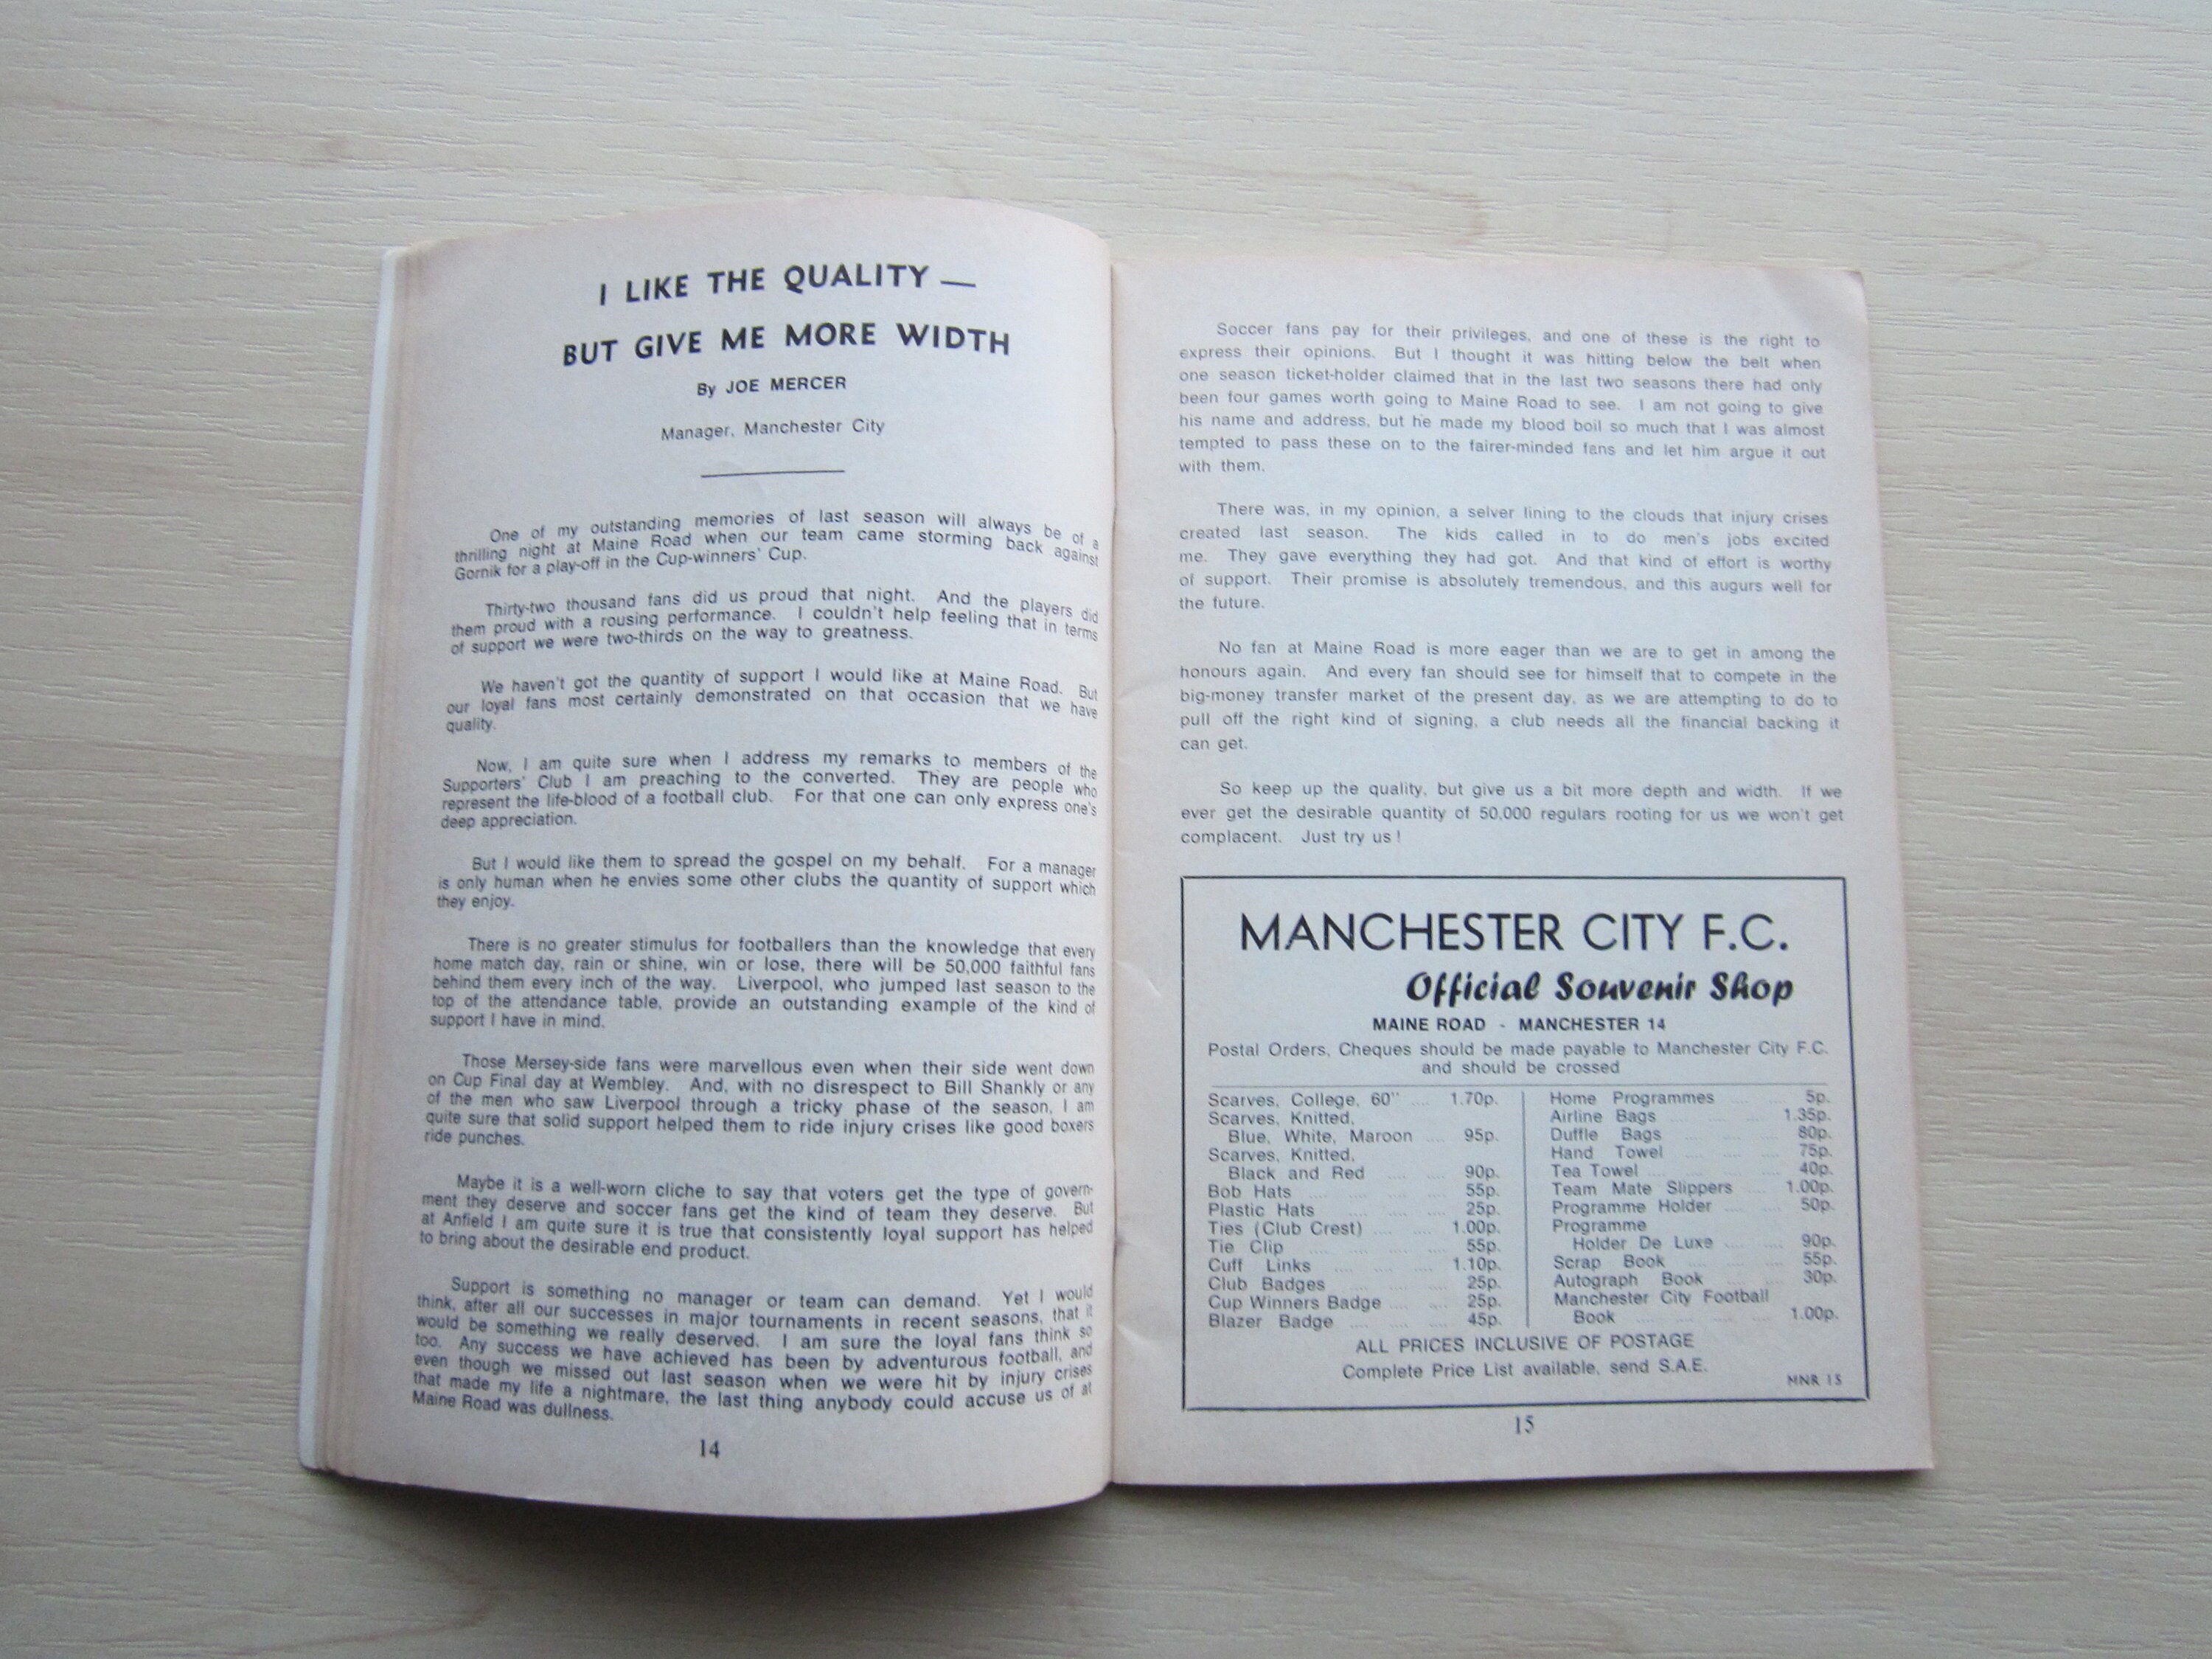 I LIKE THE QUALITY —
BUT GIVE ME MORE WIDTH
By JOE MERCER
Manager, Manchester City
One of my outstanding memories of last season will always be of a
thrilling night at Maine Road when our team came storming back against
Gornik for a play-off in the Cup-winners' Cup.
Thirty-two thousand fans did us proud that night. And the players did
them proud with a rousing performance. I couldn't help feeling that in terms
of support we were two-thirds on the way to greatness.
We haven't got the quantity of support I would like at Maine Road. But
our loyal fans most certainly demonstrated on that occasion that we have
quality.
Now, I am quite sure when I address my remarks to members of the
Supporters' Club I am preaching to the converted. They are people who
represent the life-blood of a football club. For that one can only express one's
deep appreciation.
But I would like them to spread the gospel on my behalf. For a manager
is only human when he envies some other clubs the quantity of support which
they enjoy.
There is no greater stimulus for footballers than the knowledge that every
home match day, rain or shine, win or lose, there will be 50,000 faithful fans
behind them every inch of the way. Liverpool, who jumped last season to the
top of the attendance table, provide an outstanding example of the kind of
support I have in mind.
Those Mersey-side fans were marvellous even when their side went down
on Cup Final day at Wembley. And, with no disrespect to Bill Shankly or any
of the men who saw Liverpool through a tricky phase of the season, I am
quite sure that solid support helped them to ride injury crises like good boxers
ride punches.
Maybe it is a well-worn cliche to say that voters get the type of govern-
ment they deserve and soccer fans get the kind of team they deserve. But
at Anfield I am quite sure it is true that consistently loyal support has helped
to bring about the desirable end product.
Support is something no manager or team can demand. Yet I would
think, after all our successes in major tournaments in recent seasons, that it
would be something we really deserved. I am sure the loyal fans think so
too. Any success we have achieved has been by adventurous football, and
even though we missed out last season when we were hit by injury crises
that made my life a nightmare, the last thing anybody could accuse us of at
Maine Road was dullness.
14
Soccer fans pay for their privileges, and one of these is the right to
express their opinions. But I thought it was hitting below the belt when
one season ticket-holder claimed that in the last two seasons there had only
been four games worth going to Maine Road to see. I am not going to give
his name and address, but he made my blood boil so much that I was almost
tempted to pass these on to the fairer-minded fans and let him argue it out
with them.
There was, in my opinion, a selver lining to the clouds that injury crises
created last season. The kids called in to do men's jobs excited
me. They gave everything they had got. And that kind of effort is worthy
of support. Their promise is absolutely tremendous, and this augurs well for
the future.
No fan at Maine Road is more eager than we are to get in among the
honours again. And every fan should see for himself that to compete in the
big-money transfer market of the present day, as we are attempting to do to
pull off the right kind of signing, a club needs all the financial backing it
can get.
So keep up the quality, but give us a bit more depth and width. If we
ever get the desirable quantity of 50,000 regulars rooting for us we won't get
complacent. Just try us !
MANCHESTER CITY F.C.
Official Souvenir Shop
MAINE ROAD - MANCHESTER 14
Postal Orders, Cheques should be made payable to Manchester City F.C.
and should be crossed
Scarves, College, 60" .... 1.70p.
Scarves, Knitted,
Blue, White, Maroon .... 95p.
Scarves, Knitted,
Black and Red .... .... 90p.
Bob Hats .... .... .... 55p.
Plastic Hats .... .... .... 25p.
Ties (Club Crest) .... .... 1.00p.
Tie Clip .... .... .... 55p.
Cuff Links .... .... .... 1.10p.
Club Badges .... .... .... 25p.
Cup Winners Badge .... .... 25p.
Blazer Badge .... .... .... 45p.
Home Programmes .... .... 5p.
Airline Bags .... .... .... 1.35p.
Duffle Bags .... .... .... 80p.
Hand Towel .... .... 75p.
Tea Towel .... .... .... 40p.
Team Mate Slippers .... 1.00p.
Programme Holder .... .... 50p.
Programme
Holder De Luxe .... .... 90p.
Scrap Book .... .... .... 55p.
Autograph Book .... .... 30p.
Manchester City Football
Book .... .... .... .... 1.00p.
ALL PRICES INCLUSIVE OF POSTAGE
Complete Price List available, send S.A.E.
MNR 15
15